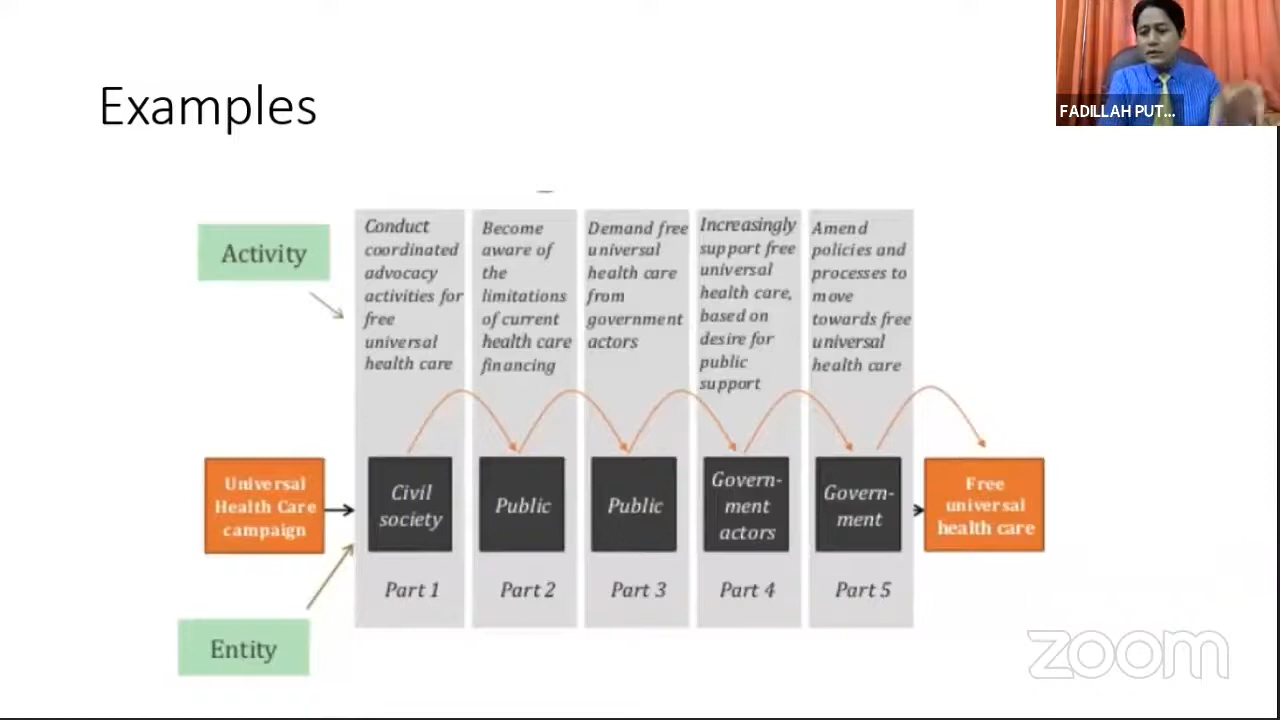 Examples
FADILLAH PUT...
Activity
Conduct
coordinated
advocacy
activities for
free
universal
health care
Become
aware of
the
limitations
of current
health care
financing
Demand free
universal
health care
from
government
actors
Increasingly
support free
universal
health care,
based on
desire for
public
support
Amend
policies and
processes to
move
towards free
universal
health care
Universal
Health Care
campaign
Civil
society
Public
Public
Govern-
ment
actors
Govern-
ment
Free
universal
health care
Part 1
Part 2
Part 3
Part 4
Part 5
Entity
zoom